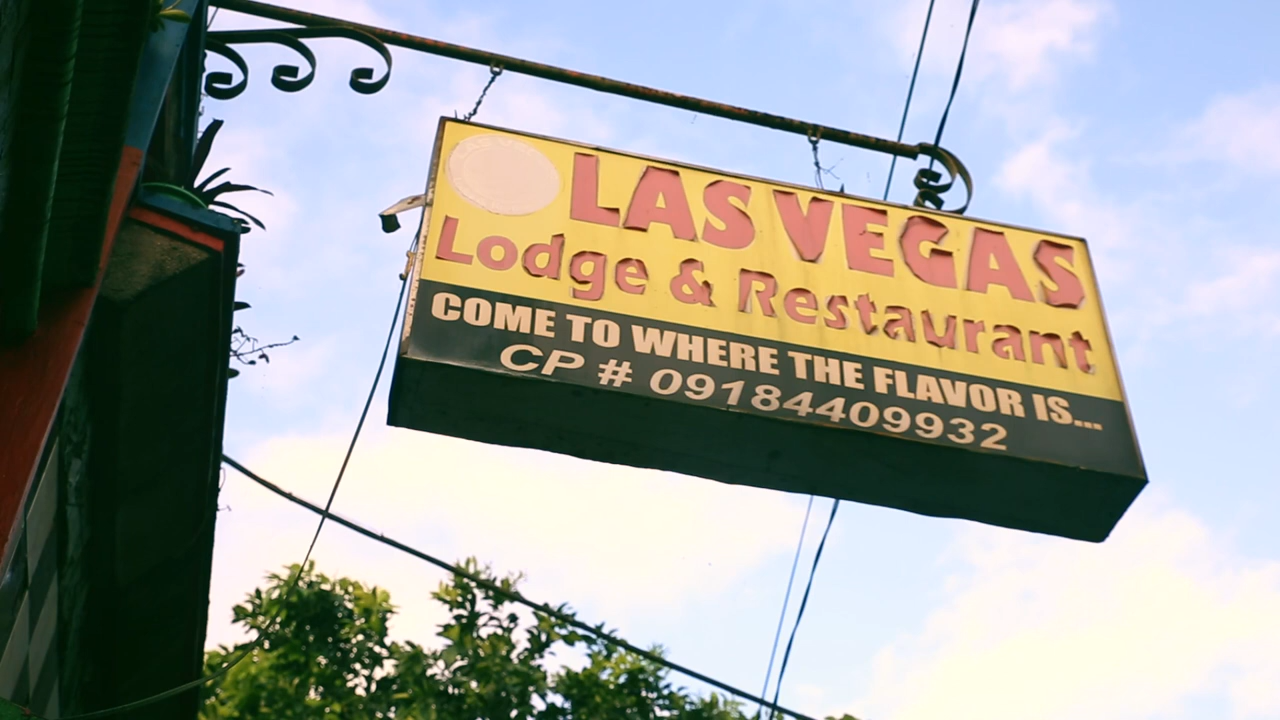 LAS VEGAS
Lodge & Restaurant
COME TO WHERE THE FLAVOR IS...
CP # 09184409932